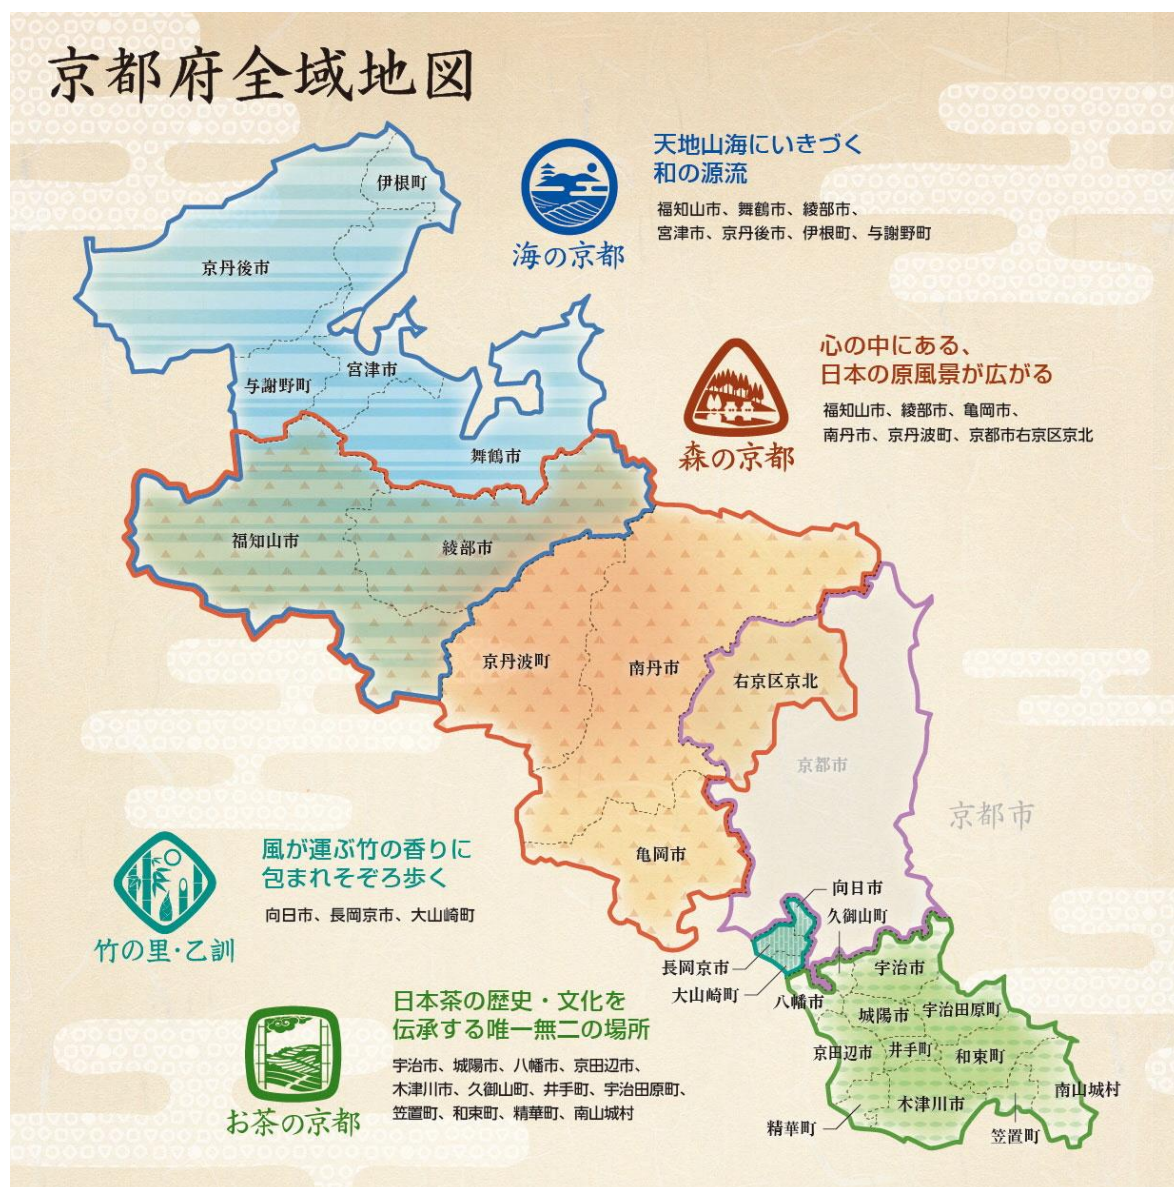 京都府全域地図
天地山海にいきづく
和の源流
福知山市、舞鶴市、綾部市、
宮津市、京丹後市、伊根町、与謝野町
海の京都
心の中にある、
日本の原風景が広がる
福知山市、綾部市、亀岡市、
南丹市、京丹波町、京都市右京区京北
森の京都
伊根町
京丹後市
宮津市
与謝野町
舞鶴市
福知山市
綾部市
京丹波町
南丹市
右京区京北
京都市
京都市
亀岡市
風が運ぶ竹の香りに
包まれそぞろ歩く
向日市、長岡京市、大山崎町
竹の里・乙訓
向日市
久御山町
長岡京市
大山崎町
八幡市
宇治市
城陽市
宇治田原町
京田辺市
井手町
和束町
南山城村
木津川市
精華町
笠置町
日本茶の歴史・文化を
伝承する唯一無二の場所
宇治市、城陽市、八幡市、京田辺市、
木津川市、久御山町、井手町、宇治田原町、
笠置町、和束町、精華町、南山城村
お茶の京都